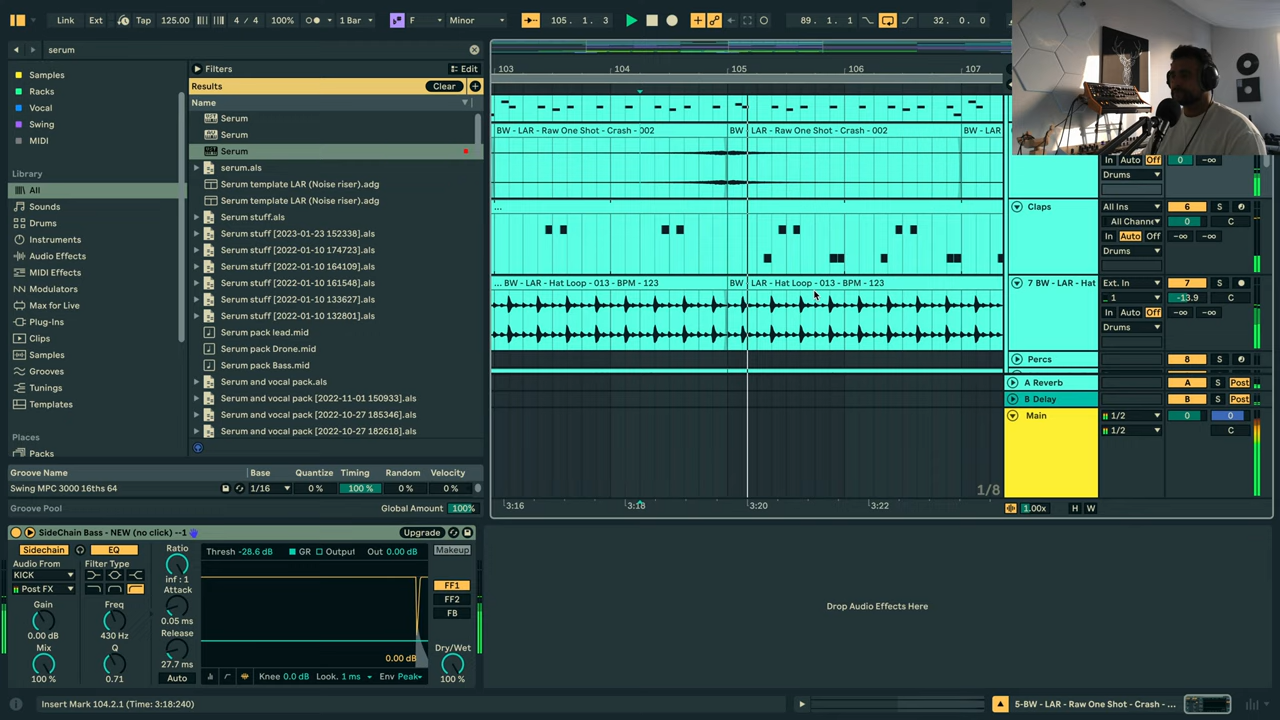 Link Ext Tap 125.00 4 / 4 100% 1 Bar F Minor 105. 1. 3 89. 1. 1 32. 0. 0
serum
Samples
Racks
Vocal
Swing
MIDI
Library
All
Sounds
Drums
Instruments
Audio Effects
MIDI Effects
Modulators
Max for Live
Plug-Ins
Clips
Samples
Grooves
Tunings
Templates
Places
Packs
Filters Edit
Results Clear
Name
Serum
Serum
Serum
serum.als
Serum template LAR (Noise riser).adg
Serum template LAR (Noise riser).adg
Serum stuff.als
Serum stuff [2023-01-23 152338].als
Serum stuff [2022-01-10 174723].als
Serum stuff [2022-01-10 164109].als
Serum stuff [2022-01-10 161548].als
Serum stuff [2022-01-10 133627].als
Serum stuff [2022-01-10 132801].als
Serum pack lead.mid
Serum pack Drone.mid
Serum pack Bass.mid
Serum and vocal pack.als
Serum and vocal pack [2022-11-01 150933].als
Serum and vocal pack [2022-10-27 185346].als
Serum and vocal pack [2022-10-27 182618].als
Groove Name Base Quantize Timing Random Velocity
Swing MPC 3000 16ths 64 1/16 0 % 100 % 0 % 0 %
Groove Pool Global Amount 100%
103 104 105 106 107
BW - LAR - Raw One Shot - Crash - 002 BW LAR - Raw One Shot - Crash - 002 BW - LAR
...
... BW - LAR - Hat Loop - 013 - BPM - 123 BW LAR - Hat Loop - 013 - BPM - 123
1/8
3:16 3:18 3:20 3:22
In Auto Off 0 -∞ -∞
Drums
Claps All Ins 6 S
All Channe 0 C
In Auto Off -∞ -∞
Drums
7 BW - LAR - Hat Ext. In 7 S
1 -13.9 C
In Auto Off -∞ -∞
Drums
Percs 8 S
A Reverb A S Post
B Delay B S Post
Main 1/2 0 0
1/2 C
1.00x H W
SideChain Bass - NEW (no click) --1 Upgrade
Sidechain EQ
Audio From Filter Type
KICK
Post FX
Gain Freq
0.00 dB 430 Hz
Mix Q
100 % 0.71
Ratio
inf : 1
Attack
0.05 ms
Release
27.7 ms
Auto
Thresh -28.6 dB GR Output Out 0.00 dB
0.00 dB
Knee 0.0 dB Look. 1 ms Env Peak
Makeup
FF1
FF2
FB
Dry/Wet
100 %
Drop Audio Effects Here
Insert Mark 104.2.1 (Time: 3:18:240) 5-BW - LAR - Raw One Shot - Crash - ...